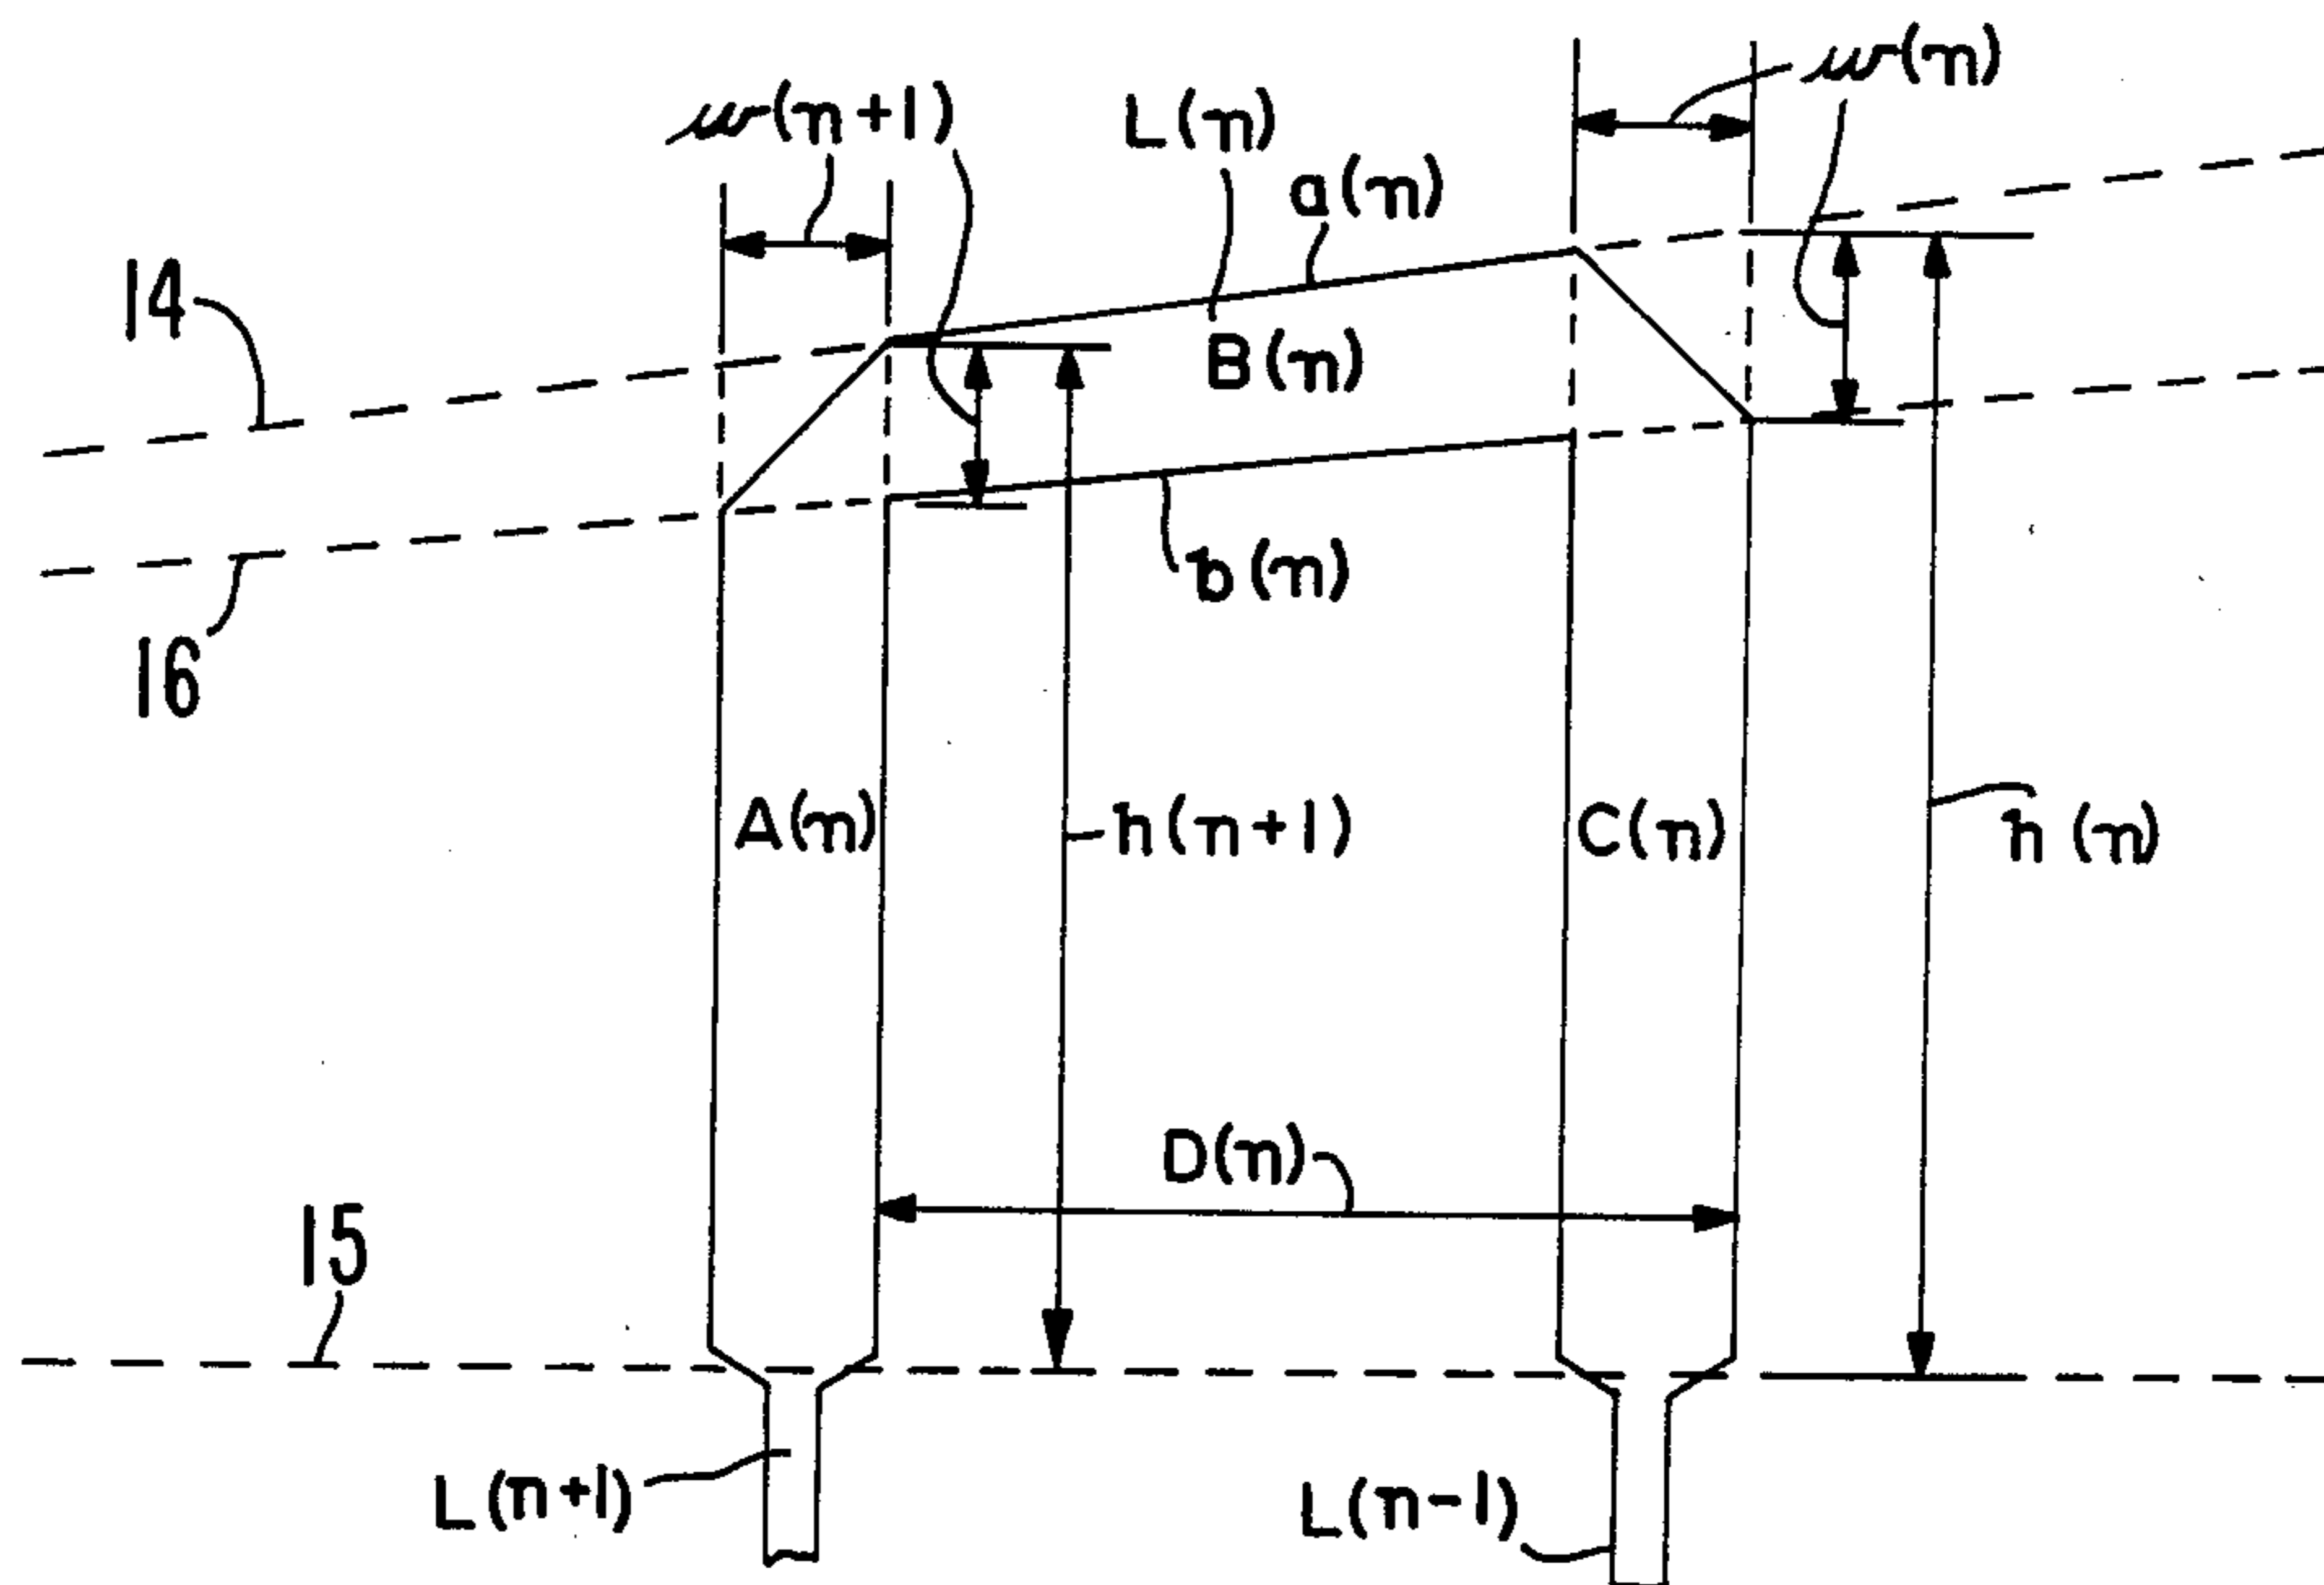 w(n+1)
L(n)
a(n)
w(n)
14
B(n)
16
b(n)
A(n)
h(n+1)
C(n)
h(n)
D(n)
15
L(n+1)
L(n-1)